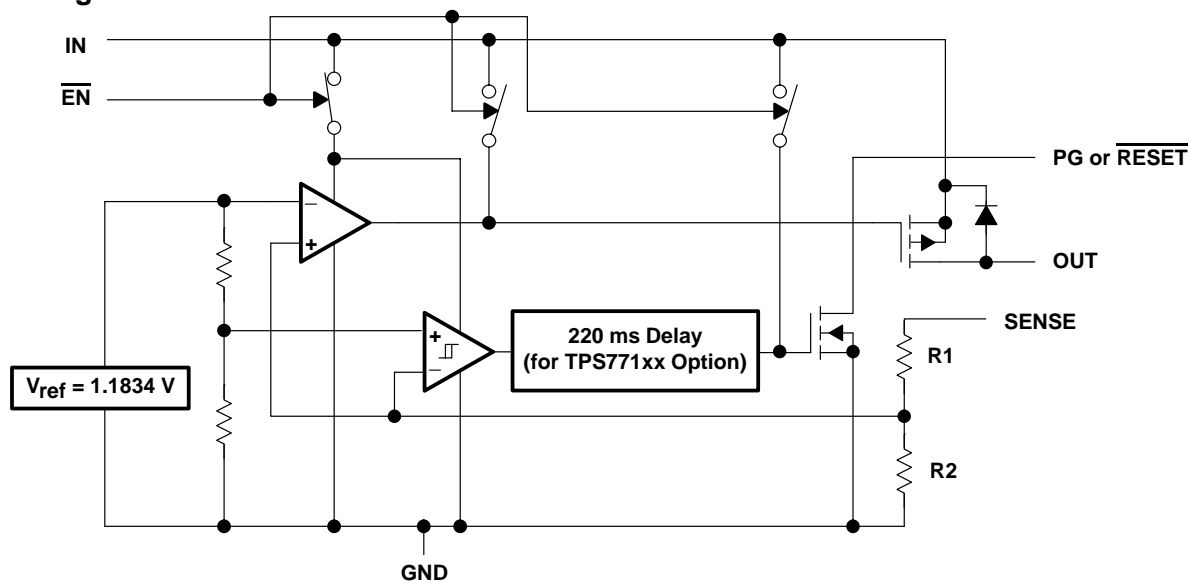 IN
EN
PG or RESET
OUT
SENSE
R1
R2
220 ms Delay
(for TPS771xx Option)
Vref = 1.1834 V
–
+
+
–
GND